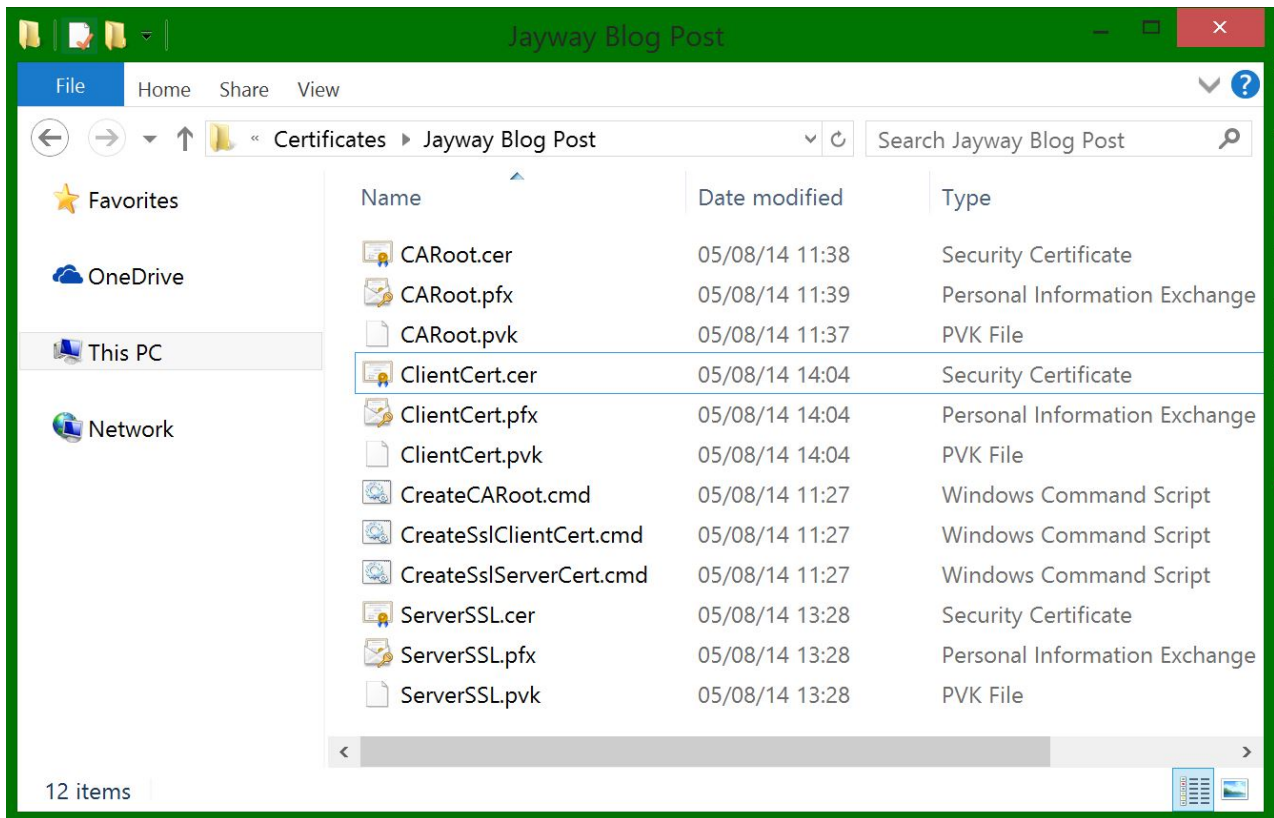 Jayway Blog Post
File Home Share View
« Certificates Jayway Blog Post Search Jayway Blog Post
Favorites
OneDrive
This PC
Network
Name Date modified Type
CARoot.cer 05/08/14 11:38 Security Certificate
CARoot.pfx 05/08/14 11:39 Personal Information Exchange
CARoot.pvk 05/08/14 11:37 PVK File
ClientCert.cer 05/08/14 14:04 Security Certificate
ClientCert.pfx 05/08/14 14:04 Personal Information Exchange
ClientCert.pvk 05/08/14 14:04 PVK File
CreateCARoot.cmd 05/08/14 11:27 Windows Command Script
CreateSslClientCert.cmd 05/08/14 11:27 Windows Command Script
CreateSslServerCert.cmd 05/08/14 11:27 Windows Command Script
ServerSSL.cer 05/08/14 13:28 Security Certificate
ServerSSL.pfx 05/08/14 13:28 Personal Information Exchange
ServerSSL.pvk 05/08/14 13:28 PVK File
12 items